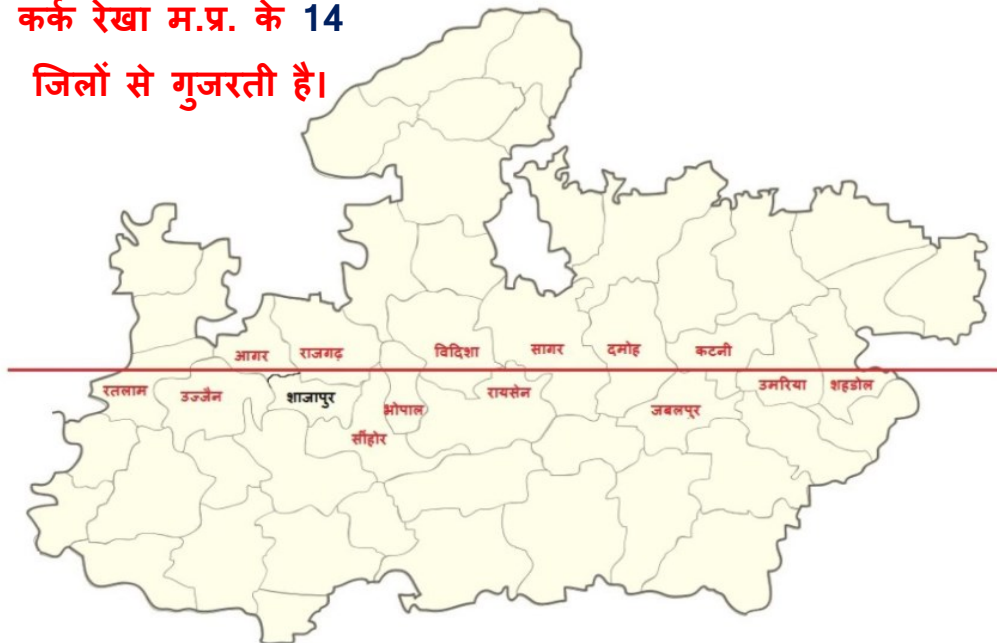 कर्क रेखा म.प्र. के 14
जिलों से गुजरती है।
आगर
राजगढ़
विदिशा
सागर
दमोह
कटनी
रतलाम
उज्जैन
शाजापुर
भोपाल
सीहोर
रायसेन
जबलपुर
उमरिया
शहडोल